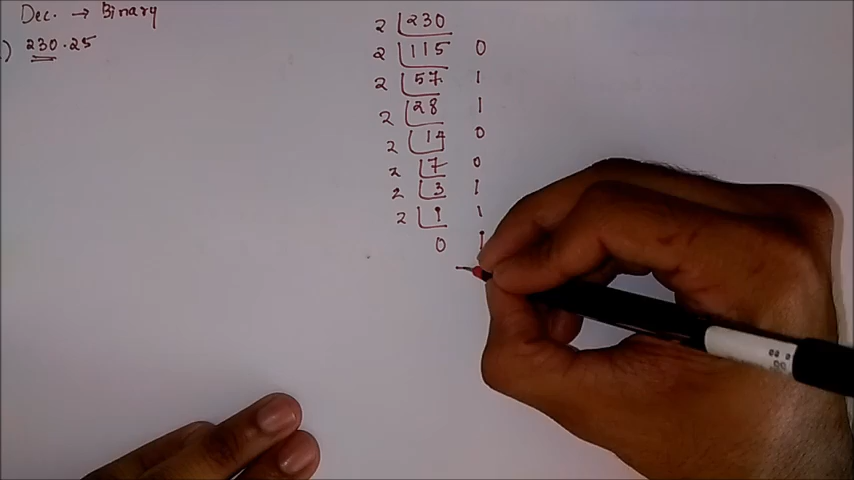 Dec. → Binary
) 230.25
2 230
2 115 0
2 57 1
2 28 1
2 14 0
2 7 0
2 3 1
2 1 1
0 1